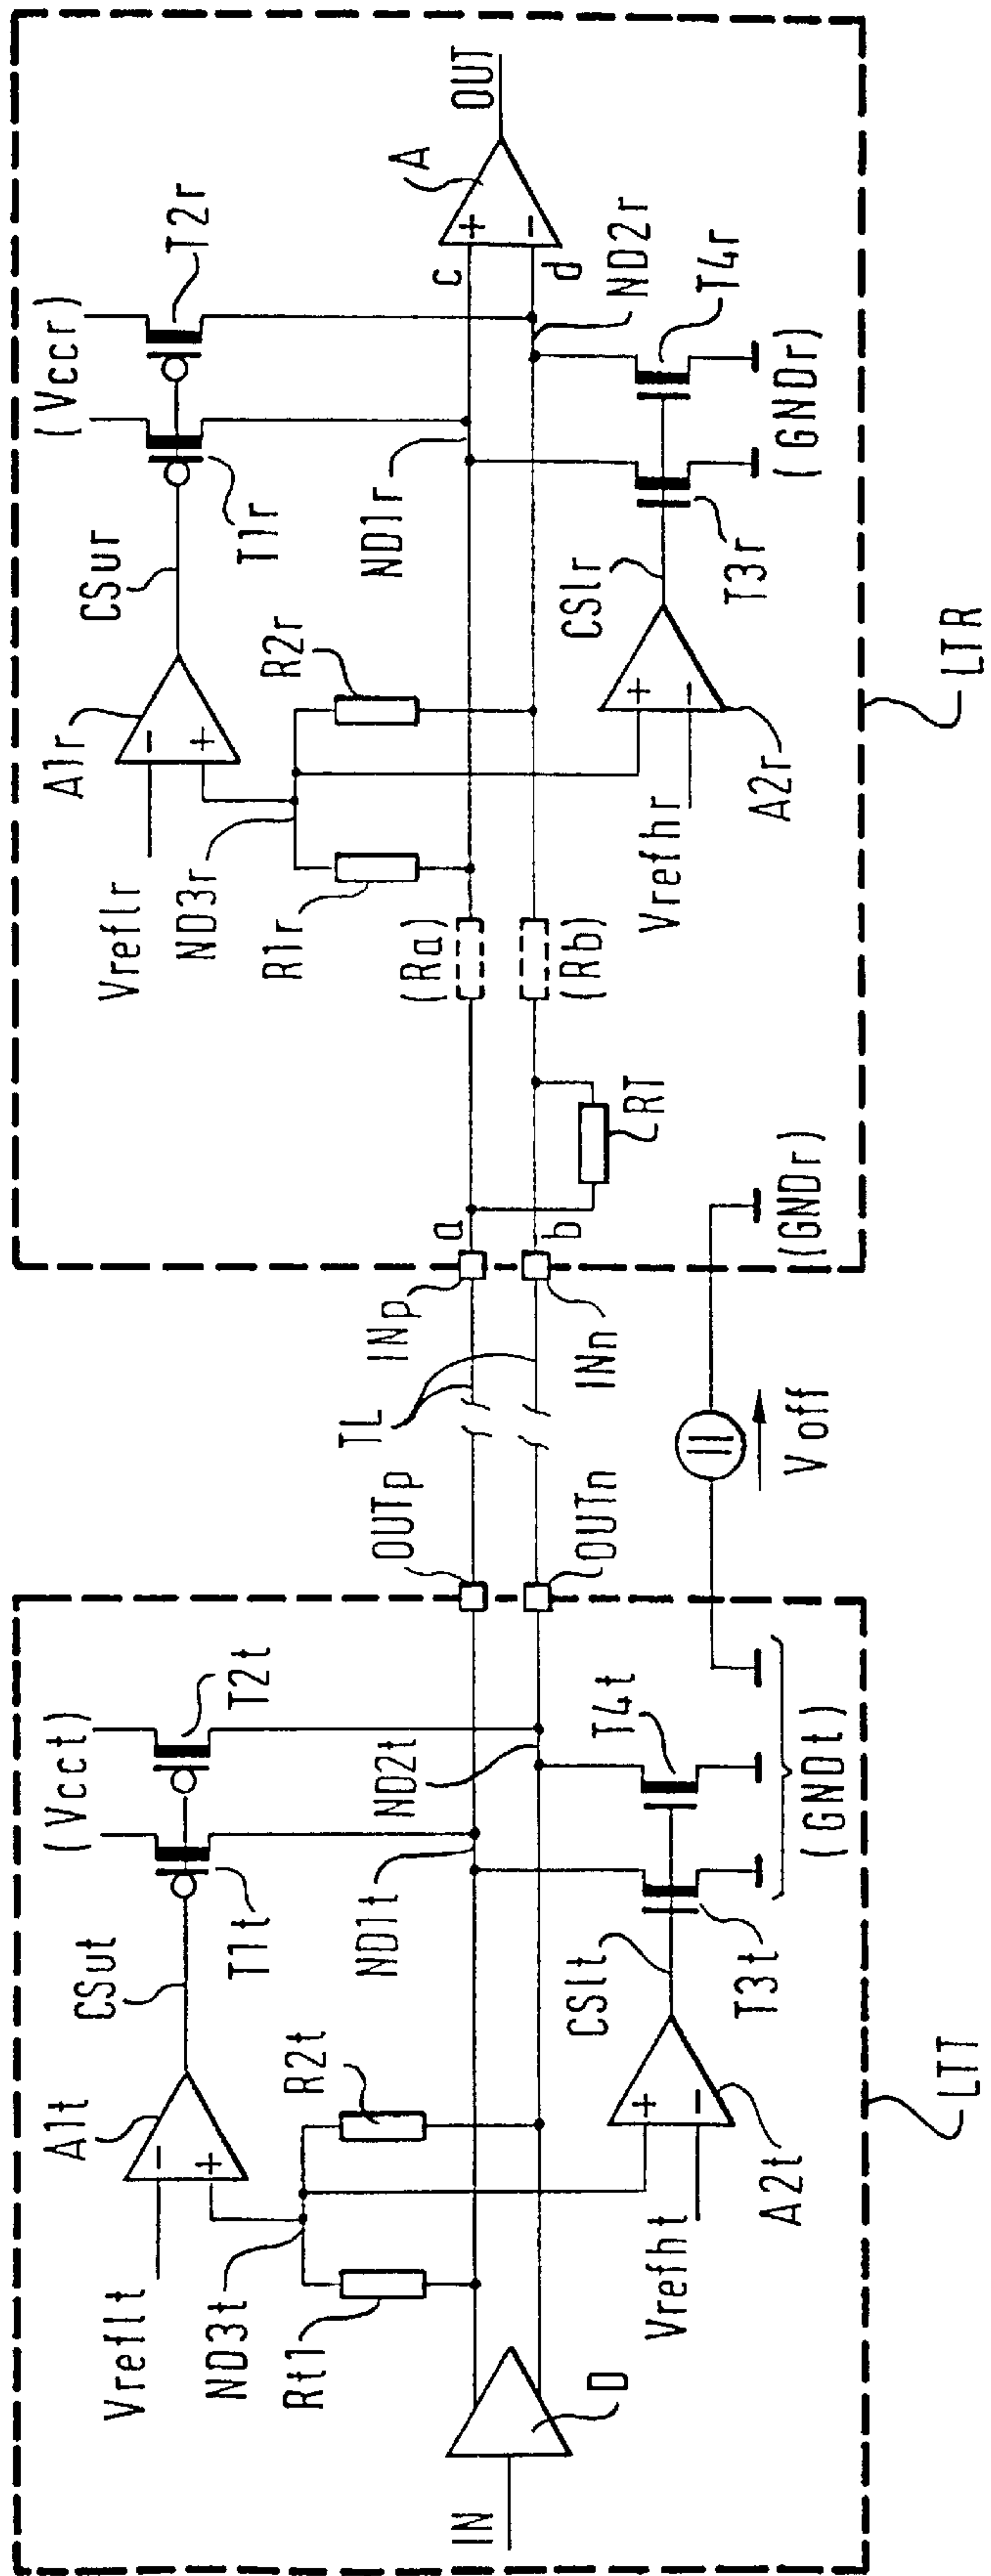 Vreflt
A1t
CSut
(Vcct)
T2t
T1t
ND3t
Rt1
R2t
ND1t
ND2t
IN
D
CSlt
T4t
T3t
Vrefht
A2t
(GNDt)
LTT
OUTp
OUTn
TL
INp
INn
Voff
(GNDr)
a
b
RT
Vreflr
A1r
CSur
(Vccr)
T2r
T1r
ND3r
R1r
R2r
ND1r
(Ra)
(Rb)
c
d
A
OUT
+
−
ND2r
CSlr
T4r
T3r
Vrefhr
A2r
(GNDr)
LTR
−
+
+
−
−
+
+
−